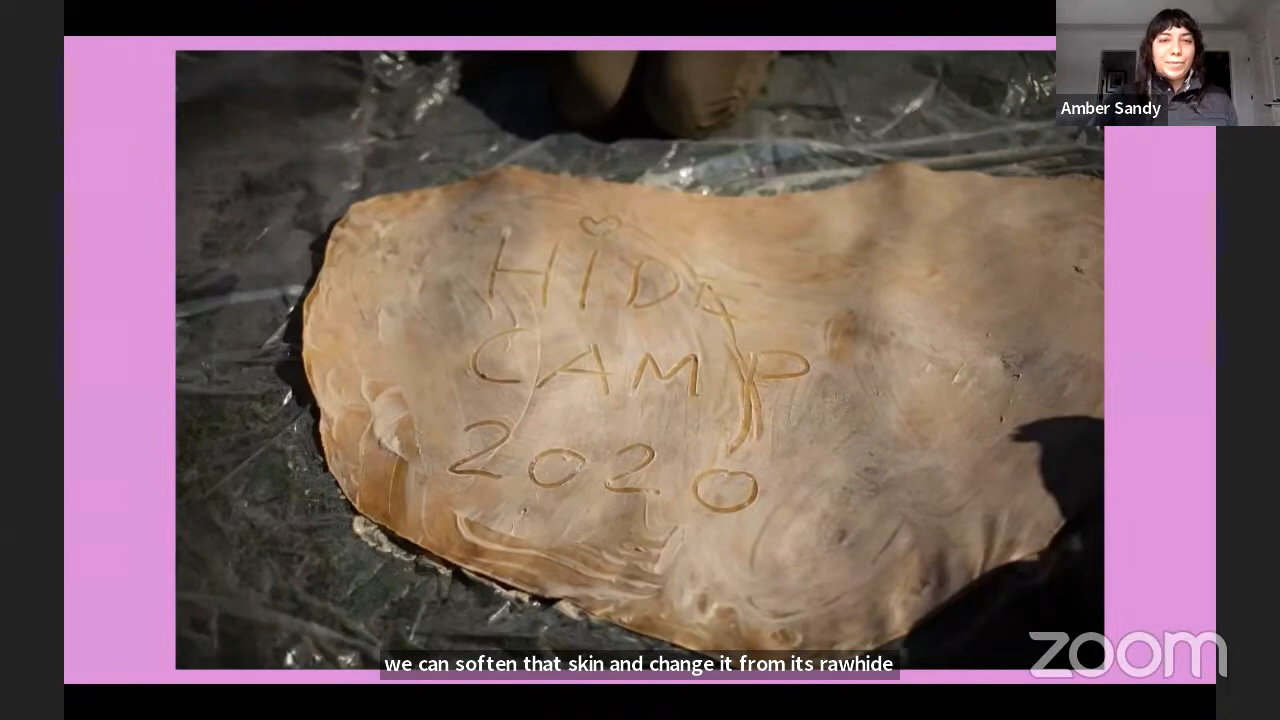 Amber Sandy
HiDE
CAMP
2020
we can soften that skin and change it from its rawhide
zoom